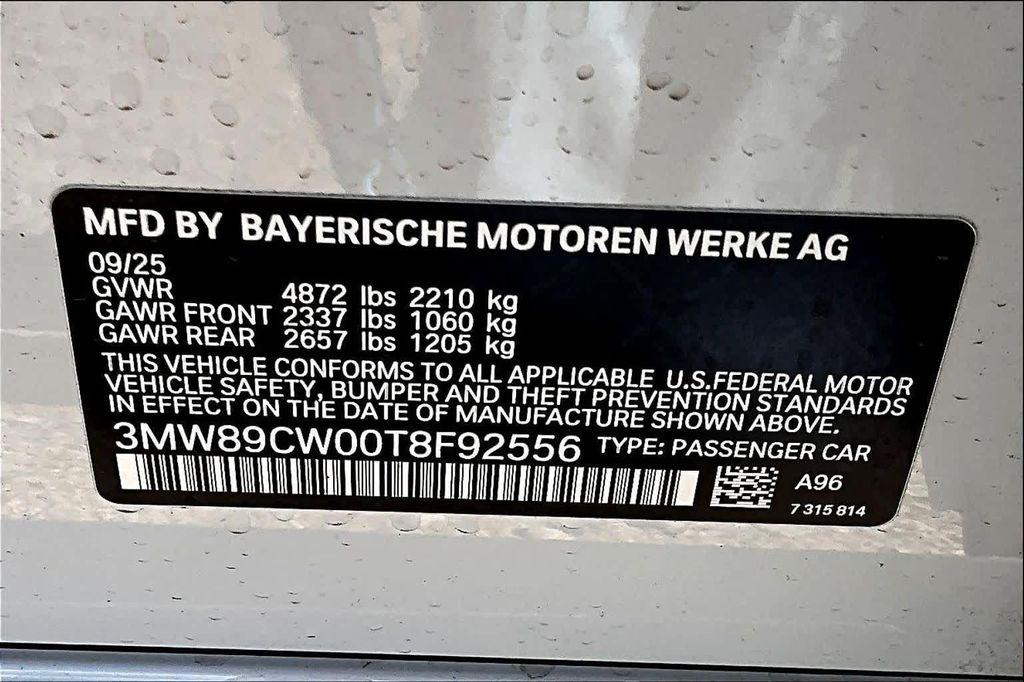 MFD BY BAYERISCHE MOTOREN WERKE AG
09/25
GVWR 4872 lbs 2210 kg
GAWR FRONT 2337 lbs 1060 kg
GAWR REAR 2657 lbs 1205 kg
THIS VEHICLE CONFORMS TO ALL APPLICABLE U.S.FEDERAL MOTOR
VEHICLE SAFETY, BUMPER AND THEFT PREVENTION STANDARDS
IN EFFECT ON THE DATE OF MANUFACTURE SHOWN ABOVE.
3MW89CW00T8F92556 TYPE: PASSENGER CAR
A96
7 315 814